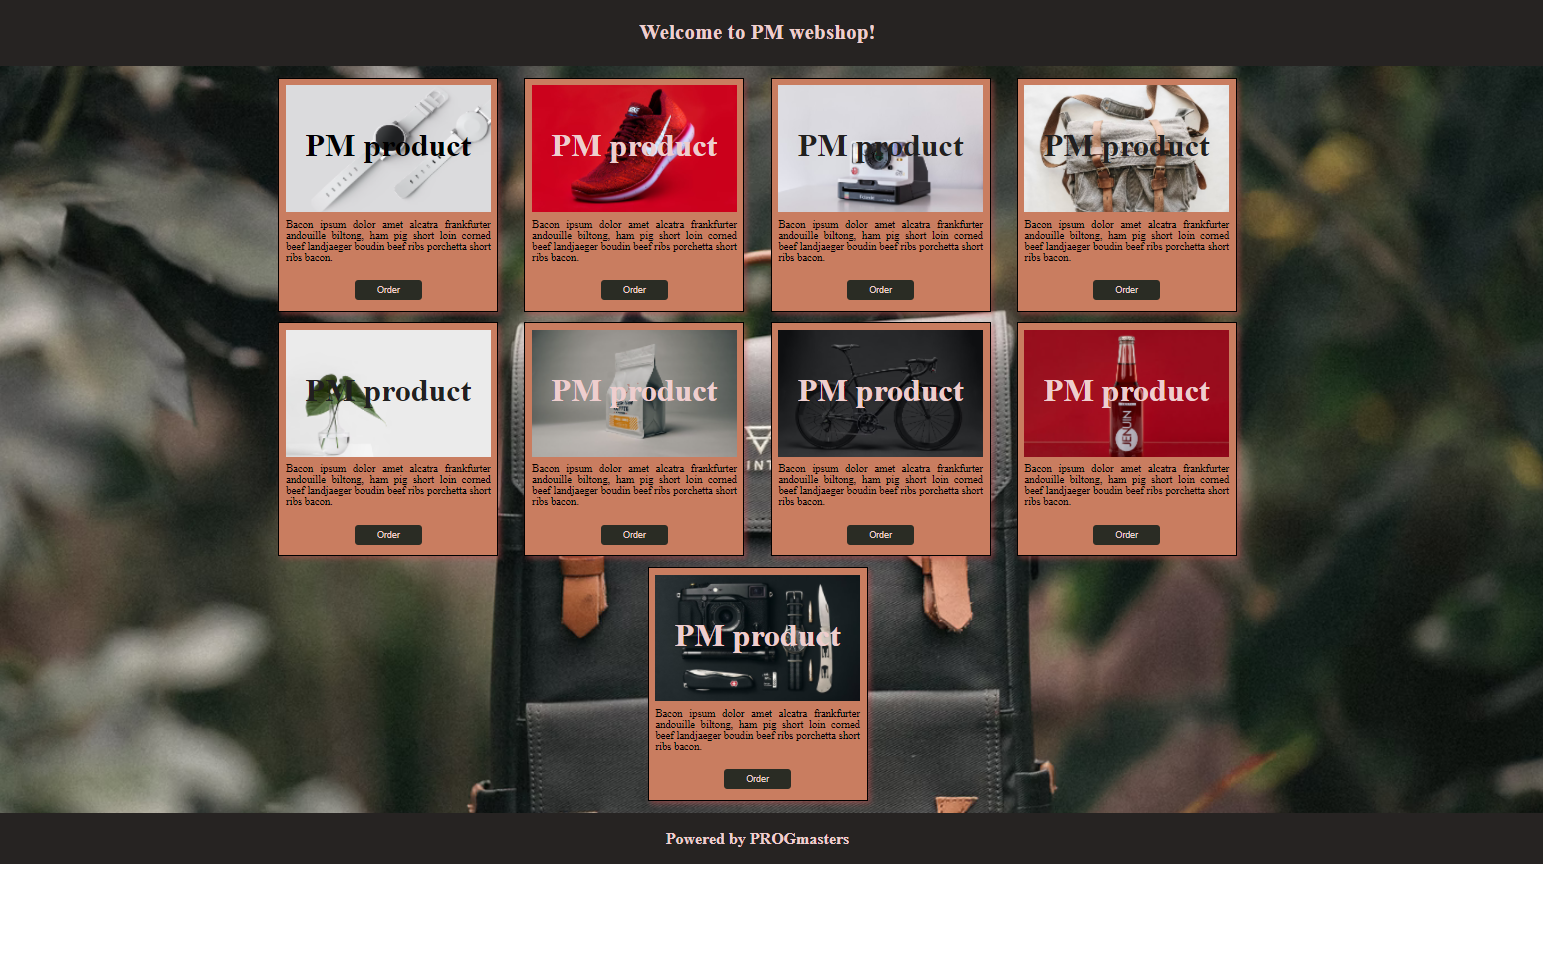 Welcome to PM webshop!
PM product
PM product
PM product
PM product
Bacon ipsum dolor amet alcatra frankfurter
andouille biltong, ham pig short loin corned
beef landjaeger boudin beef ribs porchetta short
ribs bacon.
Bacon ipsum dolor amet alcatra frankfurter
andouille biltong, ham pig short loin corned
beef landjaeger boudin beef ribs porchetta short
ribs bacon.
Bacon ipsum dolor amet alcatra frankfurter
andouille biltong, ham pig short loin corned
beef landjaeger boudin beef ribs porchetta short
ribs bacon.
Bacon ipsum dolor amet alcatra frankfurter
andouille biltong, ham pig short loin corned
beef landjaeger boudin beef ribs porchetta short
ribs bacon.
Order
Order
Order
Order
PM product
PM product
PM product
PM product
JENJIN
INT
Bacon ipsum dolor amet alcatra frankfurter
andouille biltong, ham pig short loin corned
beef landjaeger boudin beef ribs porchetta short
ribs bacon.
Bacon ipsum dolor amet alcatra frankfurter
andouille biltong, ham pig short loin corned
beef landjaeger boudin beef ribs porchetta short
ribs bacon.
Bacon ipsum dolor amet alcatra frankfurter
andouille biltong, ham pig short loin corned
beef landjaeger boudin beef ribs porchetta short
ribs bacon.
Bacon ipsum dolor amet alcatra frankfurter
andouille biltong, ham pig short loin corned
beef landjaeger boudin beef ribs porchetta short
ribs bacon.
Order
Order
Order
Order
PM product
Bacon ipsum dolor amet alcatra frankfurter
andouille biltong, ham pig short loin corned
beef landjaeger boudin beef ribs porchetta short
ribs bacon.
Order
Powered by PROGmasters